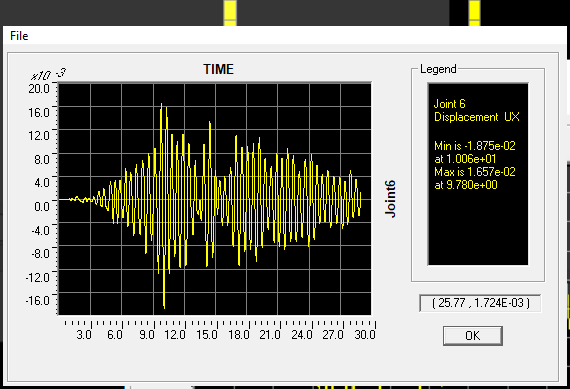 File
TIME
Legend
x10 -3
20.0
16.0
12.0
8.0
4.0
0.0
-4.0
-8.0
-12.0
-16.0
3.0 6.0 9.0 12.0 15.0 18.0 21.0 24.0 27.0 30.0
Joint6
Joint 6
Displacement UX
Min is -1.875e-02
at 1.006e+01
Max is 1.657e-02
at 9.780e+00
( 25.77 , 1.724E-03 )
OK